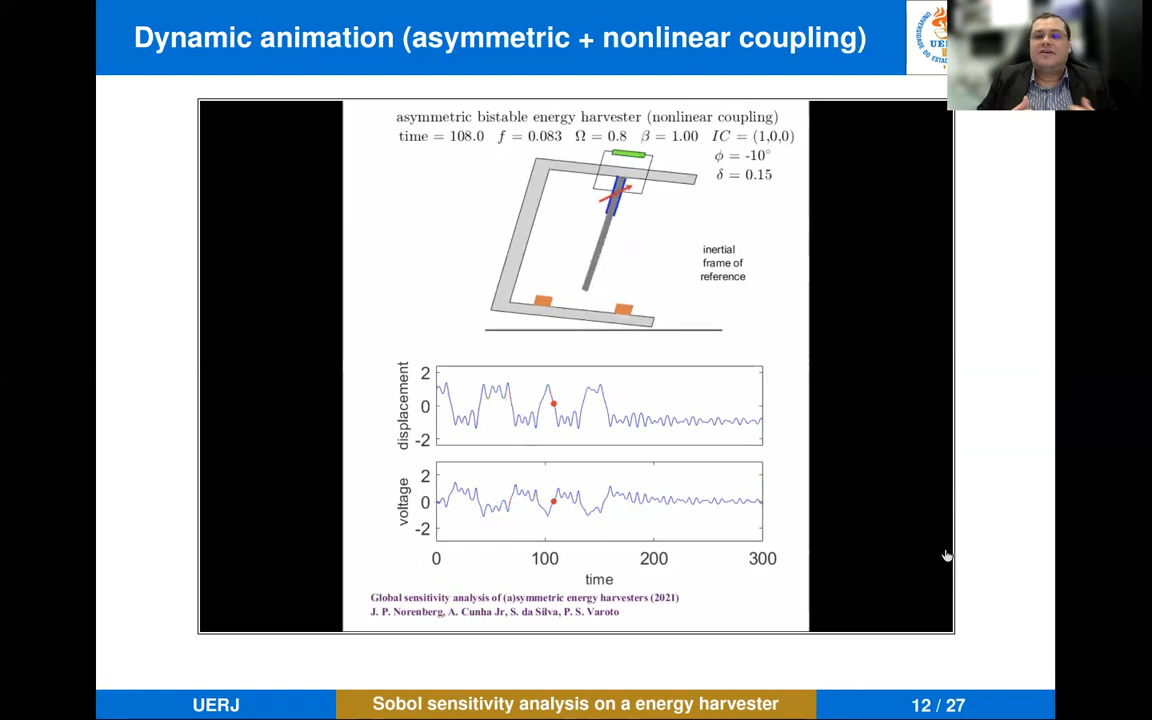 Dynamic animation (asymmetric + nonlinear coupling)
asymmetric bistable energy harvester (nonlinear coupling)
time = 108.0 f = 0.083 Ω = 0.8 β = 1.00 IC = (1,0,0)
ϕ = -10°
δ = 0.15
inertial
frame of
reference
displacement
2
0
-2
voltage
2
0
-2
0 100 200 300
time
Global sensitivity analysis of (a)symmetric energy harvesters (2021)
J. P. Norenberg, A. Cunha Jr, S. da Silva, P. S. Varoto
UERJ Sobol sensitivity analysis on a energy harvester 12 / 27